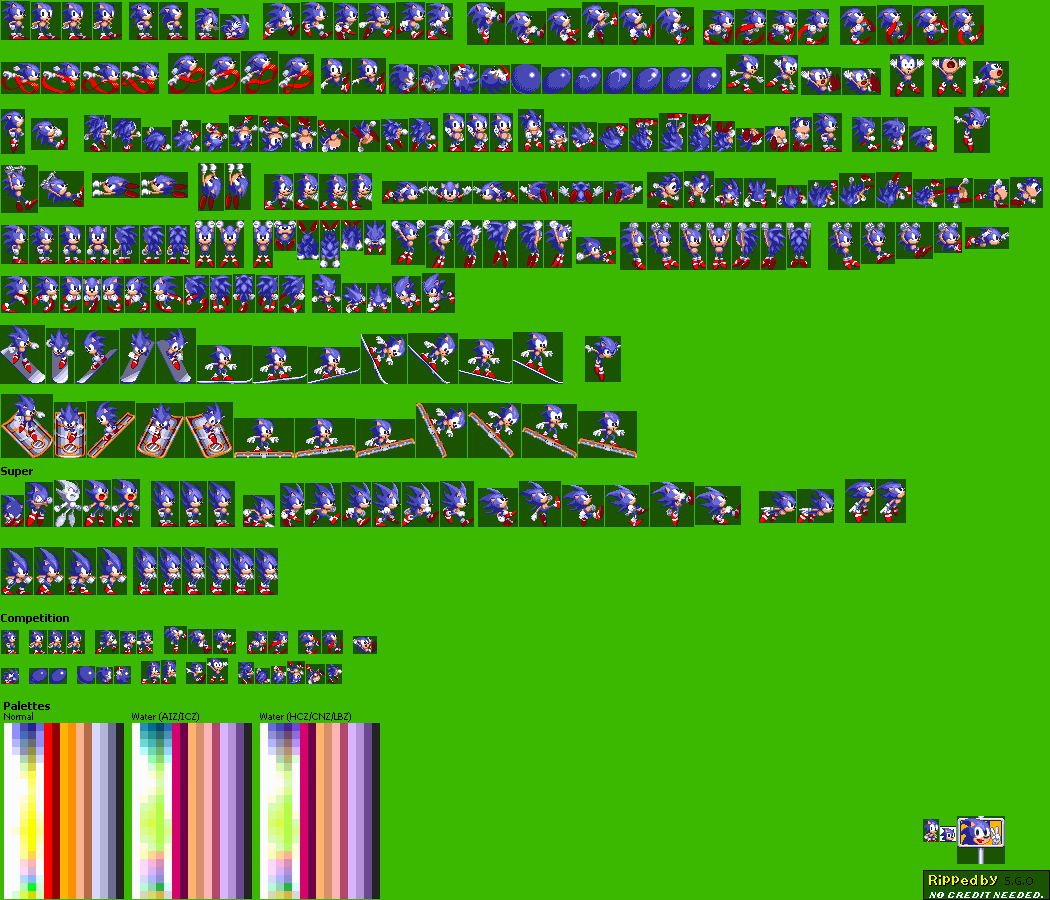 Super
Competition
Palettes
Normal
Water (AIZ/ICZ)
Water (HCZ/CNZ/LBZ)
Ripped by S.G.O
NO CREDIT NEEDED.